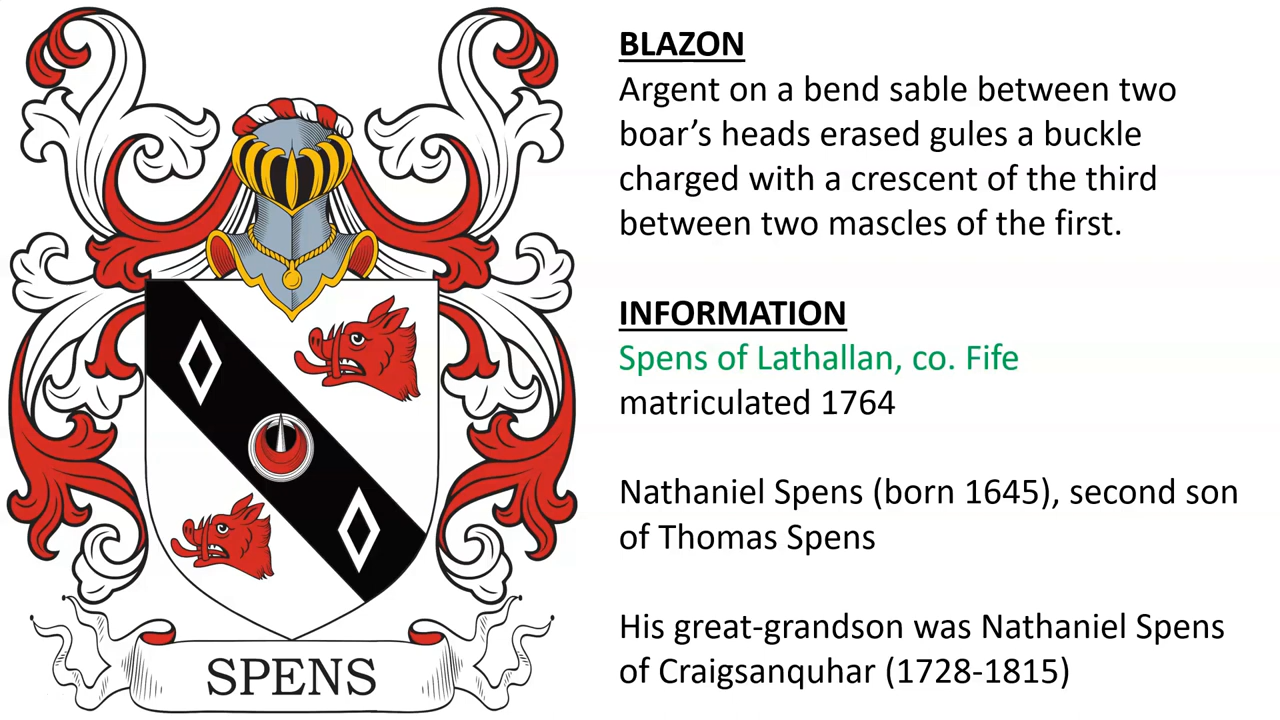 SPENS
BLAZON
Argent on a bend sable between two
boar’s heads erased gules a buckle
charged with a crescent of the third
between two mascles of the first.
INFORMATION
Spens of Lathallan, co. Fife
matriculated 1764
Nathaniel Spens (born 1645), second son
of Thomas Spens
His great-grandson was Nathaniel Spens
of Craigsanquhar (1728-1815)